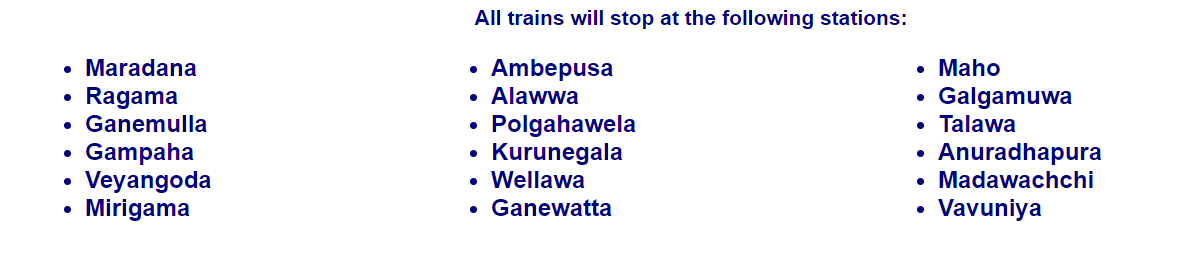 All trains will stop at the following stations:
• Maradana
• Ragama
• Ganemulla
• Gampaha
• Veyangoda
• Mirigama
• Ambepusa
• Alawwa
• Polgahawela
• Kurunegala
• Wellawa
• Ganewatta
• Maho
• Galgamuwa
• Talawa
• Anuradhapura
• Madawachchi
• Vavuniya